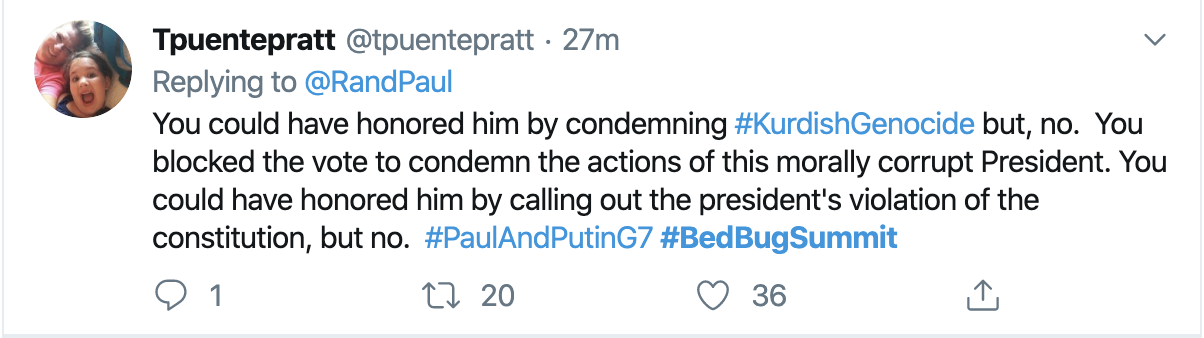 Tpuentepratt @tpuentepratt · 27m
Replying to @RandPaul
You could have honored him by condemning #KurdishGenocide but, no.  You
blocked the vote to condemn the actions of this morally corrupt President. You
could have honored him by calling out the president's violation of the
constitution, but no.  #PaulAndPutinG7 #BedBugSummit
1 20 36